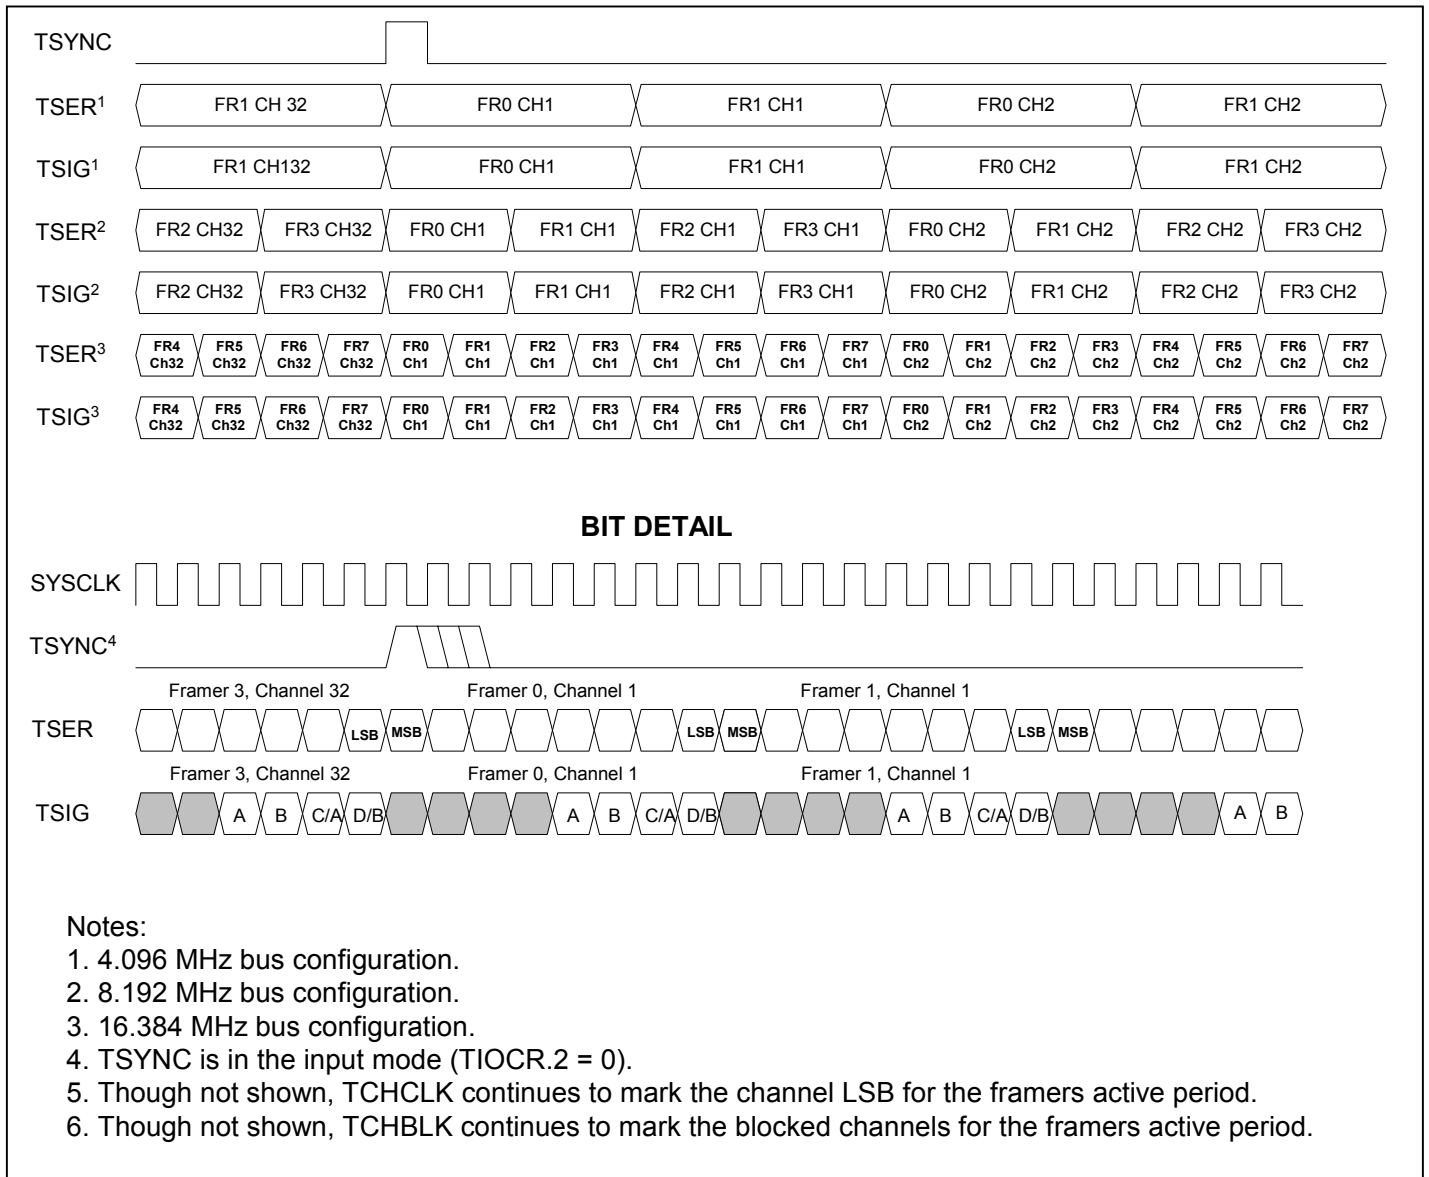 TSYNC
TSER¹ FR1 CH 32 FR0 CH1 FR1 CH1 FR0 CH2 FR1 CH2
TSIG¹ FR1 CH132 FR0 CH1 FR1 CH1 FR0 CH2 FR1 CH2
TSER² FR2 CH32 FR3 CH32 FR0 CH1 FR1 CH1 FR2 CH1 FR3 CH1 FR0 CH2 FR1 CH2 FR2 CH2 FR3 CH2
TSIG² FR2 CH32 FR3 CH32 FR0 CH1 FR1 CH1 FR2 CH1 FR3 CH1 FR0 CH2 FR1 CH2 FR2 CH2 FR3 CH2
TSER³ FR4 Ch32 FR5 Ch32 FR6 Ch32 FR7 Ch32 FR0 Ch1 FR1 Ch1 FR2 Ch1 FR3 Ch1 FR4 Ch1 FR5 Ch1 FR6 Ch1 FR7 Ch1 FR0 Ch2 FR1 Ch2 FR2 Ch2 FR3 Ch2 FR4 Ch2 FR5 Ch2 FR6 Ch2 FR7 Ch2
TSIG³ FR4 Ch32 FR5 Ch32 FR6 Ch32 FR7 Ch32 FR0 Ch1 FR1 Ch1 FR2 Ch1 FR3 Ch1 FR4 Ch1 FR5 Ch1 FR6 Ch1 FR7 Ch1 FR0 Ch2 FR1 Ch2 FR2 Ch2 FR3 Ch2 FR4 Ch2 FR5 Ch2 FR6 Ch2 FR7 Ch2
BIT DETAIL
SYSCLK
TSYNC⁴
Framer 3, Channel 32 Framer 0, Channel 1 Framer 1, Channel 1
TSER LSB MSB LSB MSB LSB MSB
Framer 3, Channel 32 Framer 0, Channel 1 Framer 1, Channel 1
TSIG A B C/A D/B A B C/A D/B A B C/A D/B A B
Notes:
1. 4.096 MHz bus configuration.
2. 8.192 MHz bus configuration.
3. 16.384 MHz bus configuration.
4. TSYNC is in the input mode (TIOCR.2 = 0).
5. Though not shown, TCHCLK continues to mark the channel LSB for the framers active period.
6. Though not shown, TCHBLK continues to mark the blocked channels for the framers active period.